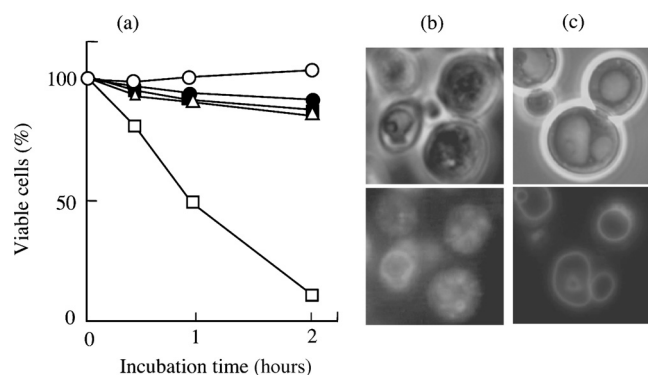 (a)
(b)
(c)
100
50
0
Viable cells (%)
0
1
2
Incubation time (hours)